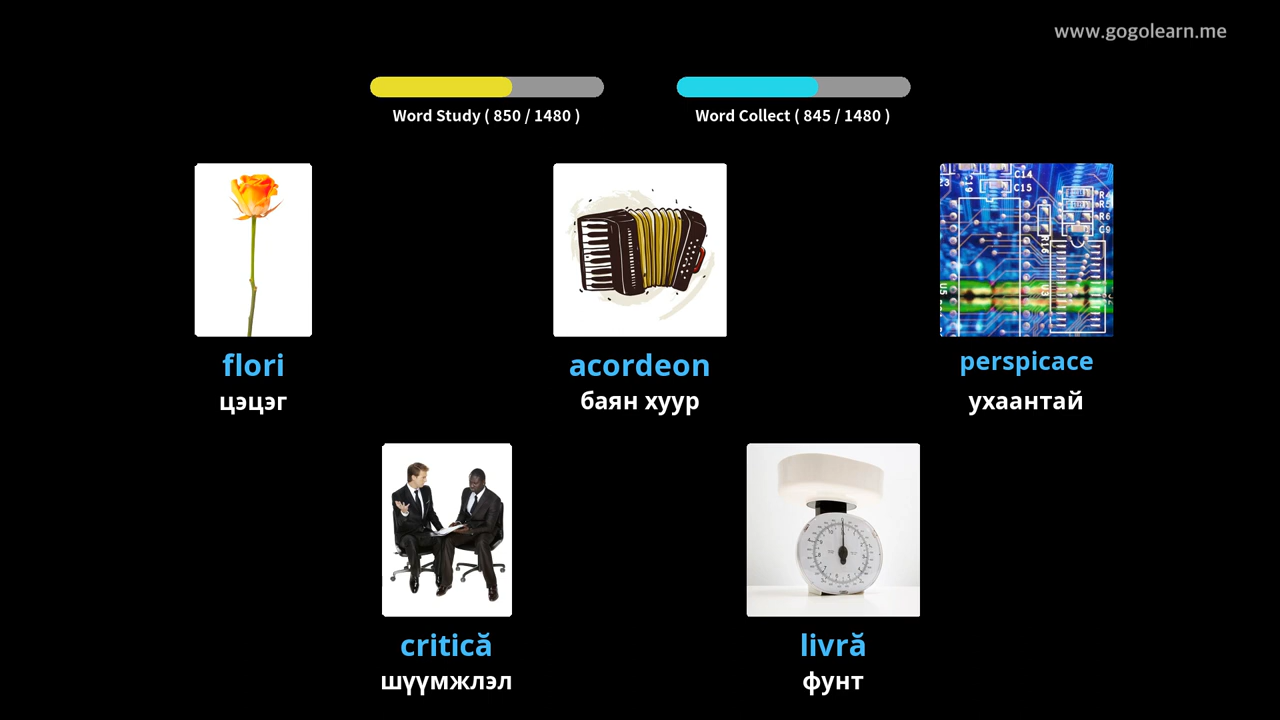 www.gogolearn.me
Word Study ( 850 / 1480 )
Word Collect ( 845 / 1480 )
flori
цэцэг
acordeon
баян хуур
perspicace
ухаантай
critică
шүүмжлэл
livră
фунт